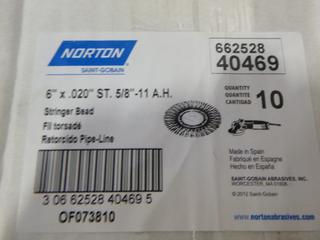 NORTON
SAINT-GOBAIN
662528
40469
6" x .020" ST. 5/8"-11 A.H.
Stringer Bead
Fil torsadé
Retorcido Pipe-Line
QUANTITY
QUANTITÉ
CANTIDAD
10
Made in Spain
Fabriqué en Espagne
Hecho en España
SAINT-GOBAIN ABRASIVES, INC.
WORCESTER, MA 01606
© 2012 Saint-Gobain
3 06 62528 40469 5
OF073810
www.nortonabrasives.com